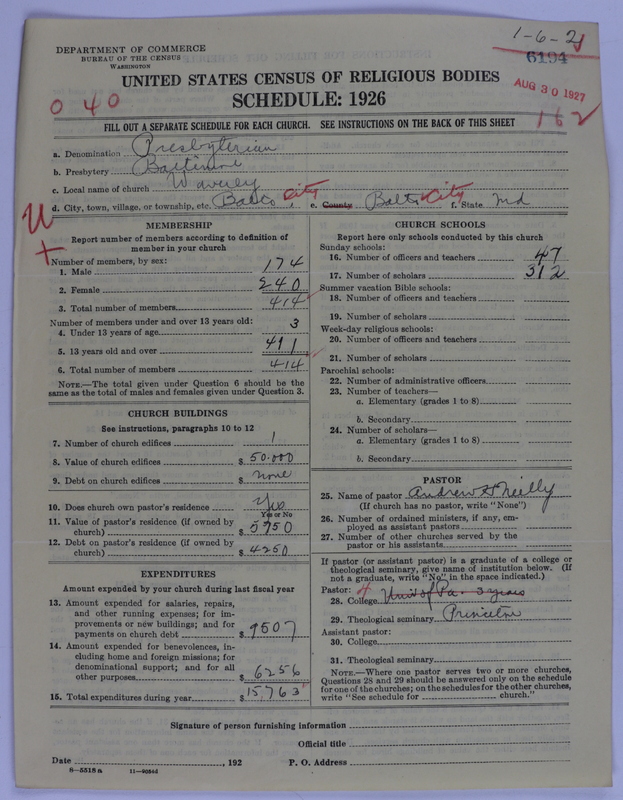 DEPARTMENT OF COMMERCE
BUREAU OF THE CENSUS
WASHINGTON
1-6-21
6194
UNITED STATES CENSUS OF RELIGIOUS BODIES
AUG 30 1927
0 4 0
SCHEDULE: 1926
162
FILL OUT A SEPARATE SCHEDULE FOR EACH CHURCH. SEE INSTRUCTIONS ON THE BACK OF THIS SHEET
a. Denomination Presbyterian
b. Presbytery Baltimore
c. Local name of church Waverly
d. City, town, village, or township, etc. Balto City e. County Balto City f. State Md
MEMBERSHIP
Report number of members according to definition of
member in your church
Number of members, by sex:
1. Male 174
2. Female 240
3. Total number of members 414
Number of members under and over 13 years old:
4. Under 13 years of age 3
5. 13 years old and over 411
6. Total number of members 414
NOTE.—The total given under Question 6 should be the
same as the total of males and females given under Question 3.
CHURCH BUILDINGS
See instructions, paragraphs 10 to 12
7. Number of church edifices 1
8. Value of church edifices $ 50.000
9. Debt on church edifices $ none
10. Does church own pastor's residence Yes
Yes or No
11. Value of pastor's residence (if owned by
church) $ 5750
12. Debt on pastor's residence (if owned by
church) $ 4250
EXPENDITURES
Amount expended by your church during last fiscal year
13. Amount expended for salaries, repairs,
and other running expenses; for im-
provements or new buildings; and for
payments on church debt $ 9507
14. Amount expended for benevolences, in-
cluding home and foreign missions; for
denominational support; and for all
other purposes $ 6256
15. Total expenditures during year $ 15,763
CHURCH SCHOOLS
Report here only schools conducted by this church
Sunday schools:
16. Number of officers and teachers 47
17. Number of scholars 312
Summer vacation Bible schools:
18. Number of officers and teachers
19. Number of scholars
Week-day religious schools:
20. Number of officers and teachers
21. Number of scholars
Parochial schools:
22. Number of administrative officers
23. Number of teachers—
a. Elementary (grades 1 to 8)
b. Secondary
24. Number of scholars—
a. Elementary (grades 1 to 8)
b. Secondary
PASTOR
25. Name of pastor Andrew H Neilly
(If church has no pastor, write "None")
26. Number of ordained ministers, if any, em-
ployed as assistant pastors
27. Number of other churches served by the
pastor or his assistants
If pastor (or assistant pastor) is a graduate of a college or
theological seminary, give name of institution below. (If
not a graduate, write "No" in the space indicated.)
Pastor: 4
28. College Univ of Pa. 3 years
29. Theological seminary Princeton
Assistant pastor:
30. College
31. Theological seminary
NOTE.—Where one pastor serves two or more churches,
Questions 28 and 29 should be answered only on the schedule
for one of the churches; on the schedules for the other churches,
write "See schedule for church."
Signature of person furnishing information
Official title
Date , 192 P. O. Address
8—5518a 11—9054d